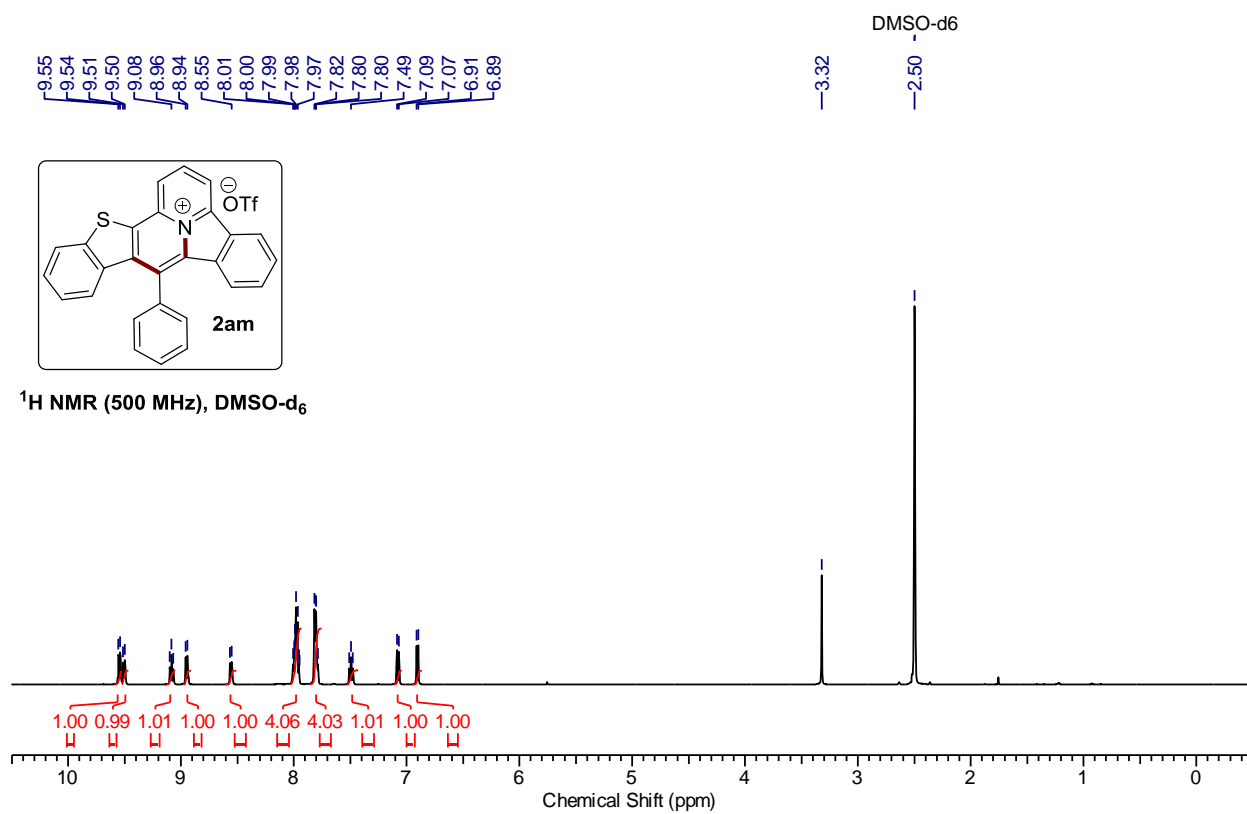 DMSO-d6
9.55
9.54
9.51
9.50
9.08
8.96
8.94
8.55
8.01
8.00
7.99
7.98
7.97
7.82
7.80
7.80
7.49
7.09
7.07
6.91
6.89
3.32
2.50
⊖
OTf
S
⊕
N
2am
¹H NMR (500 MHz), DMSO-d₆
1.00 0.99 1.01 1.00 1.00 4.06 4.03 1.01 1.00 1.00
10 9 8 7 6 5 4 3 2 1 0
Chemical Shift (ppm)